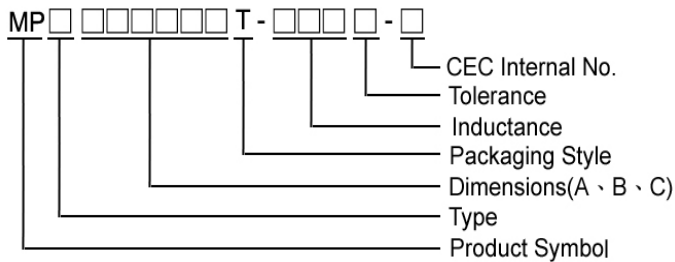 MP□ □□□□□□ T - □□□ □ - □
CEC Internal No.
Tolerance
Inductance
Packaging Style
Dimensions(A、B、C)
Type
Product Symbol